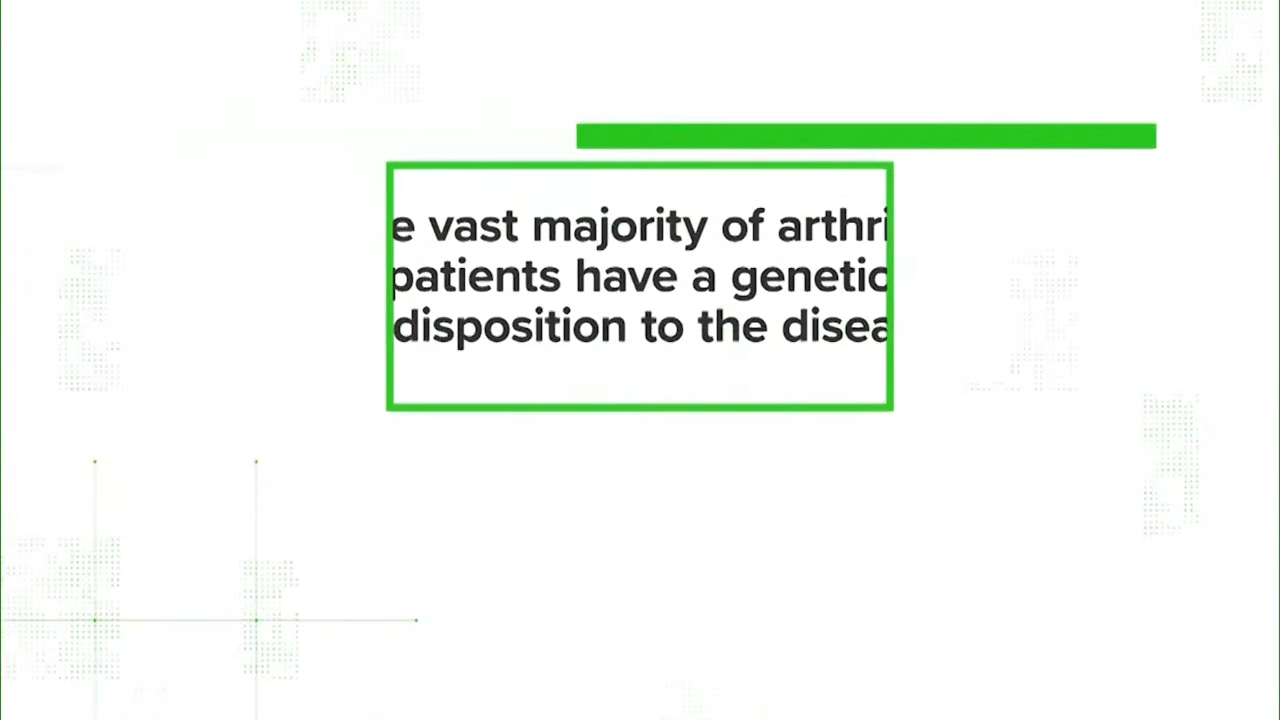 e vast majority of arthri
patients have a genetic
disposition to the disea